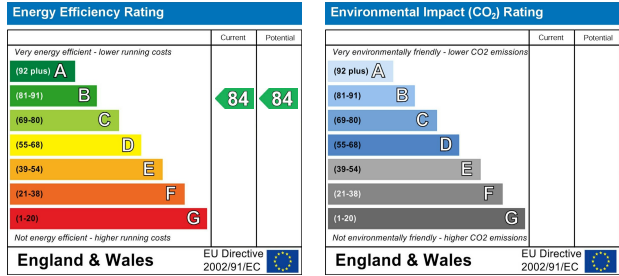 Energy Efficiency Rating
Current Potential
Very energy efficient - lower running costs
(92 plus) A
(81-91) B 84 84
(69-80) C
(55-68) D
(39-54) E
(21-38) F
(1-20) G
Not energy efficient - higher running costs
England & Wales
EU Directive
2002/91/EC
Environmental Impact (CO₂) Rating
Current Potential
Very environmentally friendly - lower CO2 emissions
(92 plus) A
(81-91) B
(69-80) C
(55-68) D
(39-54) E
(21-38) F
(1-20) G
Not environmentally friendly - higher CO2 emissions
England & Wales
EU Directive
2002/91/EC